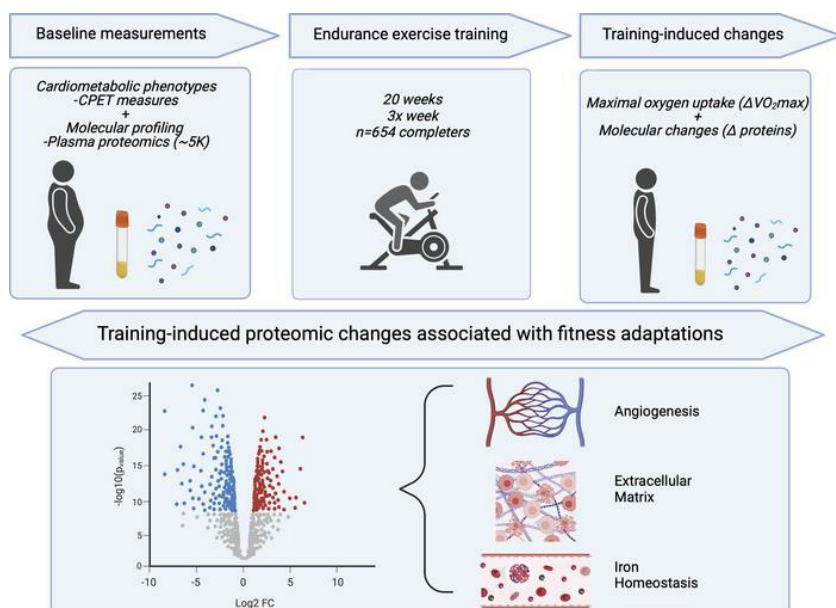 Baseline measurements
Endurance exercise training
Training-induced changes
Cardiometabolic phenotypes
-CPET measures
+
Molecular profiling
-Plasma proteomics (~5K)
20 weeks
3x week
n=654 completers
Maximal oxygen uptake (ΔVO₂max)
+
Molecular changes (Δ proteins)
Training-induced proteomic changes associated with fitness adaptations
25
20
15
10
5
0
-log10(pvalue)
-10 -5 0 5 10
Log2 FC
Angiogenesis
Extracellular
Matrix
Iron
Homeostasis